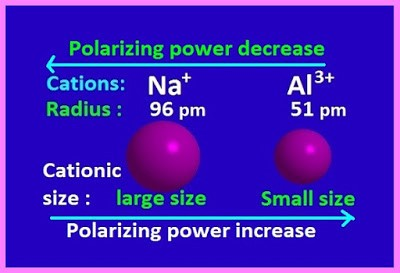 Polarizing power decrease
Cations: Na+ Al3+
Radius : 96 pm 51 pm
Cationic
size : large size Small size
Polarizing power increase